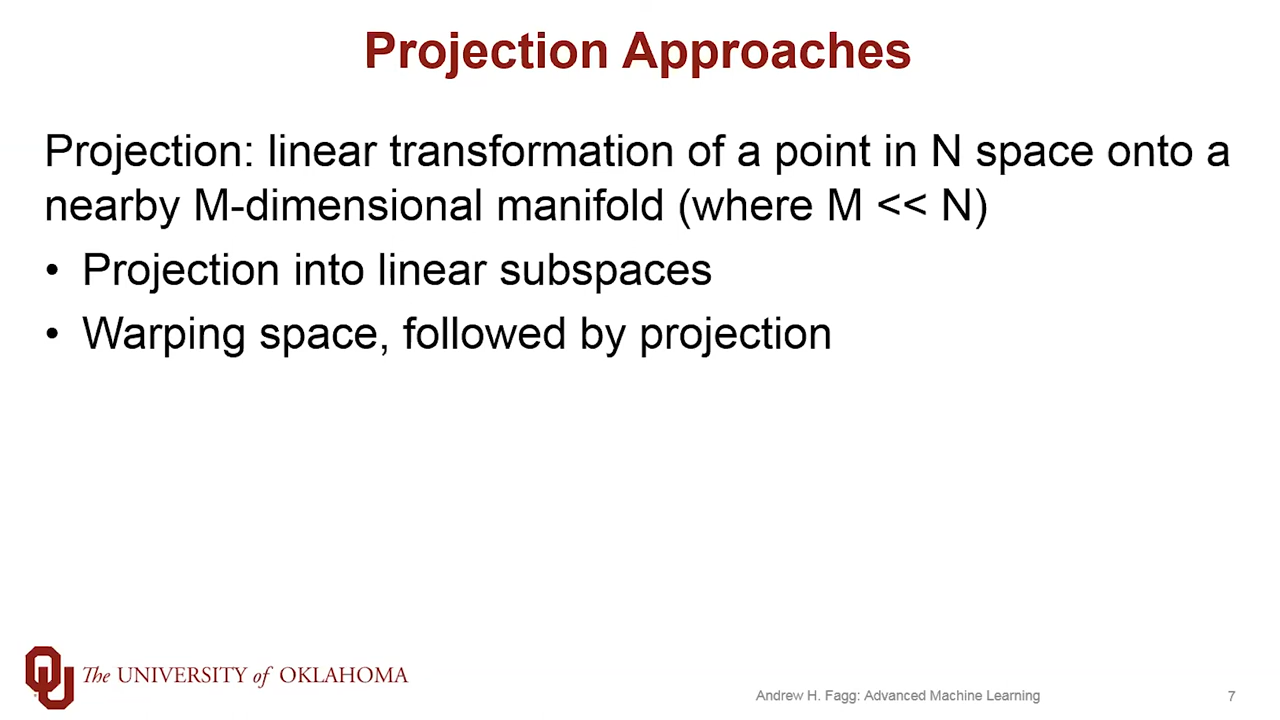 Projection Approaches
Projection: linear transformation of a point in N space onto a
nearby M-dimensional manifold (where M << N)
• Projection into linear subspaces
• Warping space, followed by projection
The UNIVERSITY of OKLAHOMA
Andrew H. Fagg: Advanced Machine Learning
7